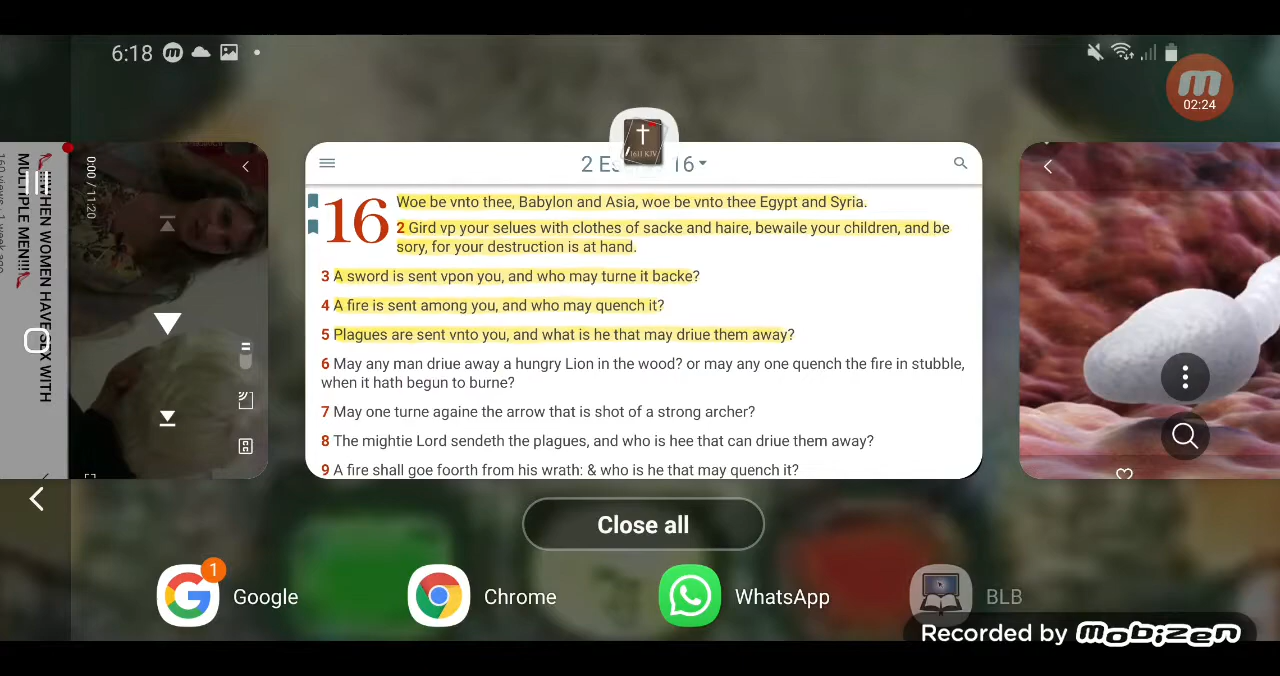 6:18
02:24
1611 KJV
2 Es 16
16 Woe be vnto thee, Babylon and Asia, woe be vnto thee Egypt and Syria.
2 Gird vp your selues with clothes of sacke and haire, bewaile your children, and be
sory, for your destruction is at hand.
3 A sword is sent vpon you, and who may turne it backe?
4 A fire is sent among you, and who may quench it?
5 Plagues are sent vnto you, and what is he that may driue them away?
6 May any man driue away a hungry Lion in the wood? or may any one quench the fire in stubble,
when it hath begun to burne?
7 May one turne againe the arrow that is shot of a strong archer?
8 The mightie Lord sendeth the plagues, and who is hee that can driue them away?
9 A fire shall goe foorth from his wrath: & who is he that may quench it?
0:00 / 11:20
WHEN WOMEN HAVE SEX WITH
MULTIPLE MEN!!!
160 views · 1 week ago
Close all
1
Google
Chrome
WhatsApp
BLB
Recorded by mobizen